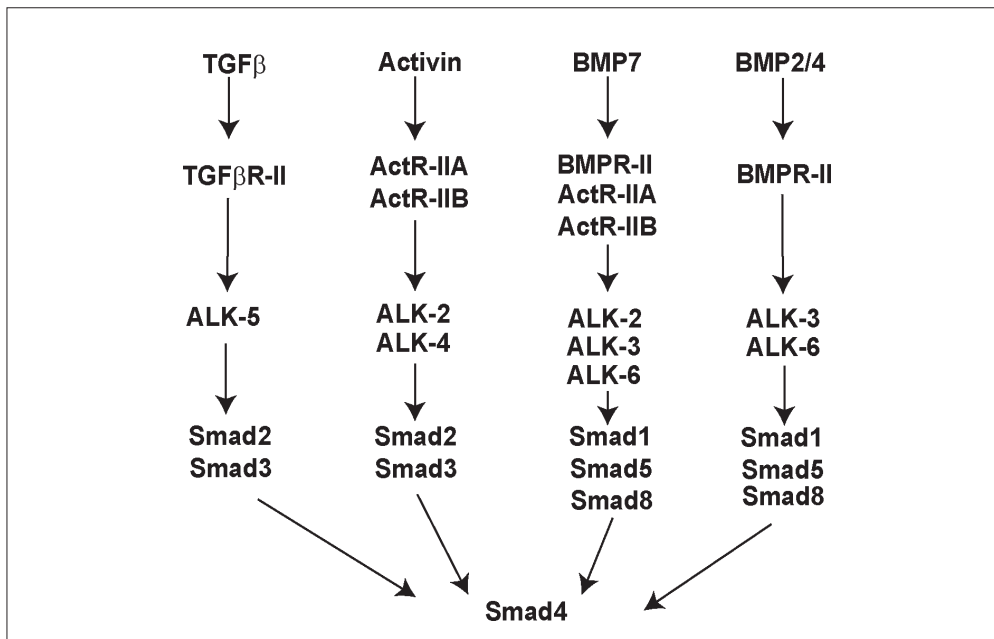 TGFβ
Activin
BMP7
BMP2/4
TGFβR-II
ActR-IIA
ActR-IIB
BMPR-II
ActR-IIA
ActR-IIB
BMPR-II
ALK-5
ALK-2
ALK-4
ALK-2
ALK-3
ALK-6
ALK-3
ALK-6
Smad2
Smad3
Smad2
Smad3
Smad1
Smad5
Smad8
Smad1
Smad5
Smad8
Smad4